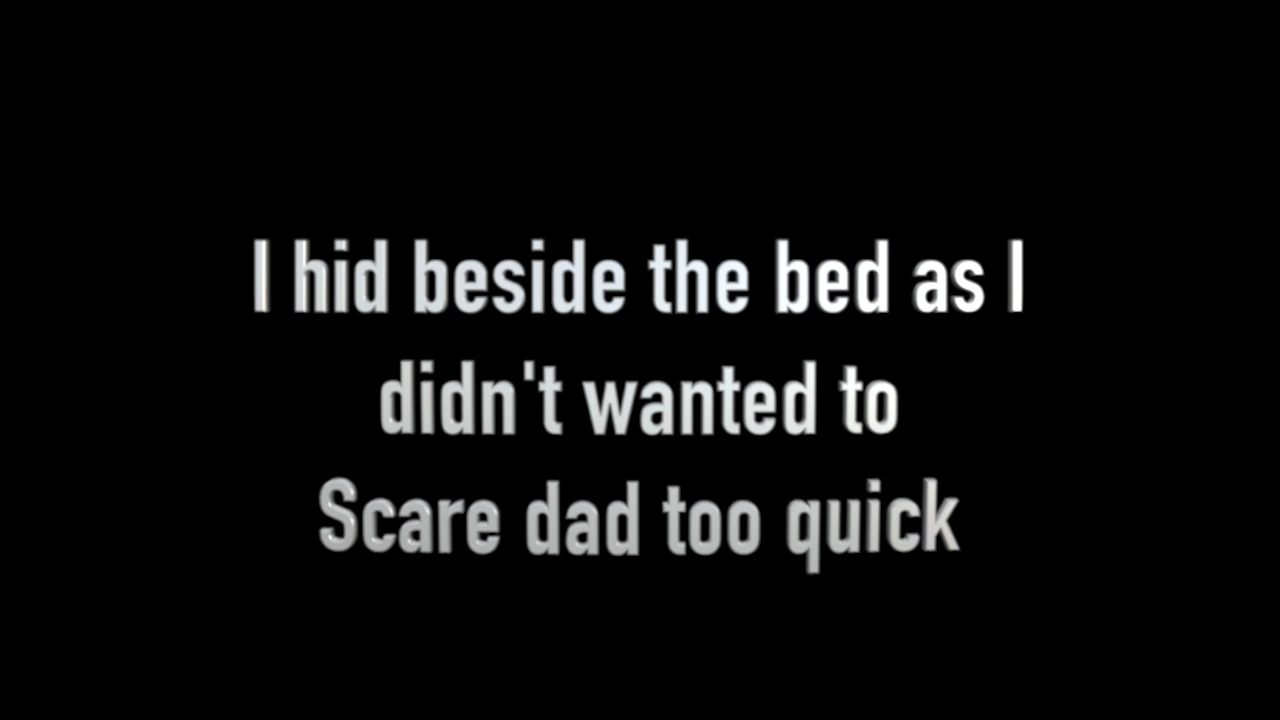 I hid beside the bed as I
didn't wanted to
Scare dad too quick